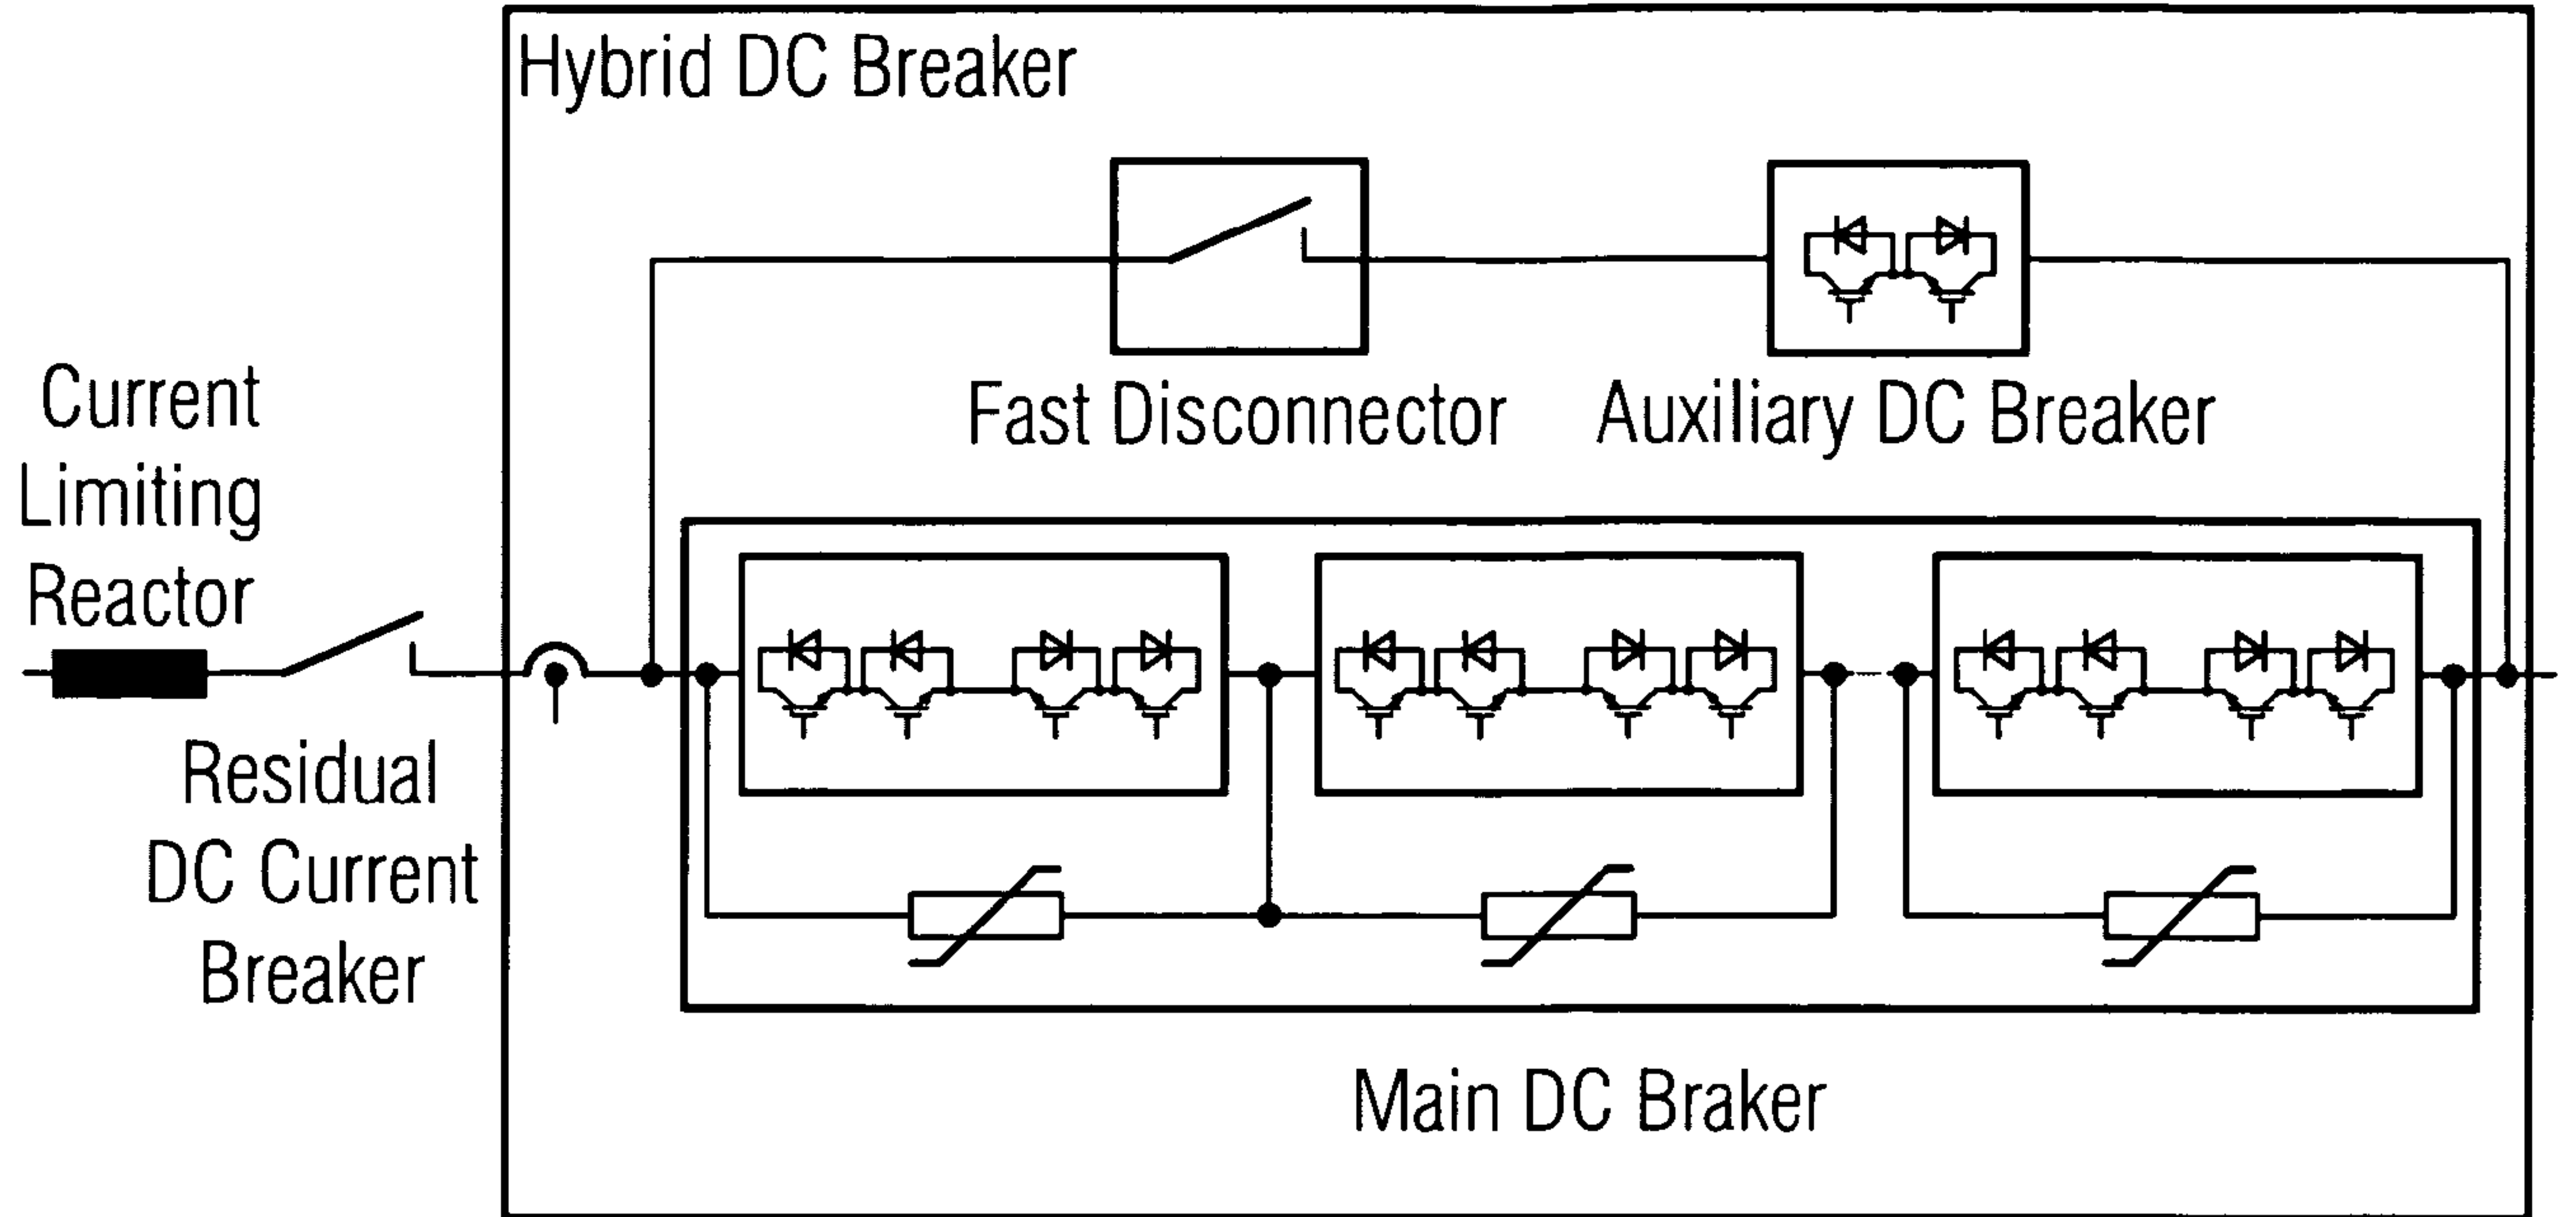 Hybrid DC Breaker
Fast Disconnector
Auxiliary DC Breaker
Current
Limiting
Reactor
Residual
DC Current
Breaker
Main DC Braker